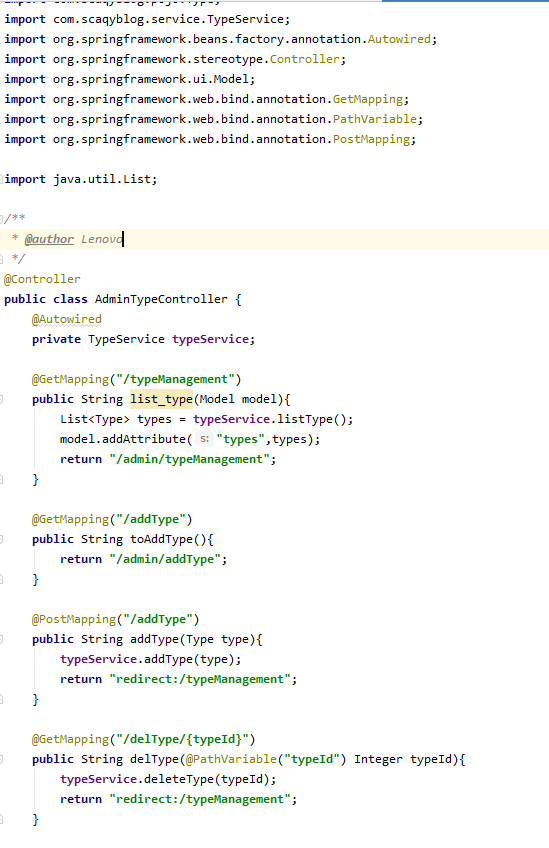 import com.scaqyblog.pojo.Type;
import com.scaqyblog.service.TypeService;
import org.springframework.beans.factory.annotation.Autowired;
import org.springframework.stereotype.Controller;
import org.springframework.ui.Model;
import org.springframework.web.bind.annotation.GetMapping;
import org.springframework.web.bind.annotation.PathVariable;
import org.springframework.web.bind.annotation.PostMapping;
import java.util.List;
/**
* @author Lenovo
*/
@Controller
public class AdminTypeController {
@Autowired
private TypeService typeService;
@GetMapping("/typeManagement")
public String list_type(Model model){
List<Type> types = typeService.listType();
model.addAttribute( s: "types",types);
return "/admin/typeManagement";
}
@GetMapping("/addType")
public String toAddType(){
return "/admin/addType";
}
@PostMapping("/addType")
public String addType(Type type){
typeService.addType(type);
return "redirect:/typeManagement";
}
@GetMapping("/delType/{typeId}")
public String delType(@PathVariable("typeId") Integer typeId){
typeService.deleteType(typeId);
return "redirect:/typeManagement";
}